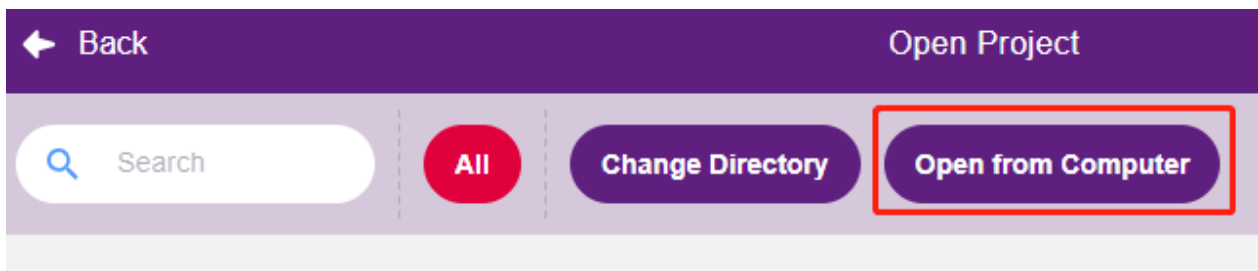 Back
Open Project
Search
All
Change Directory
Open from Computer